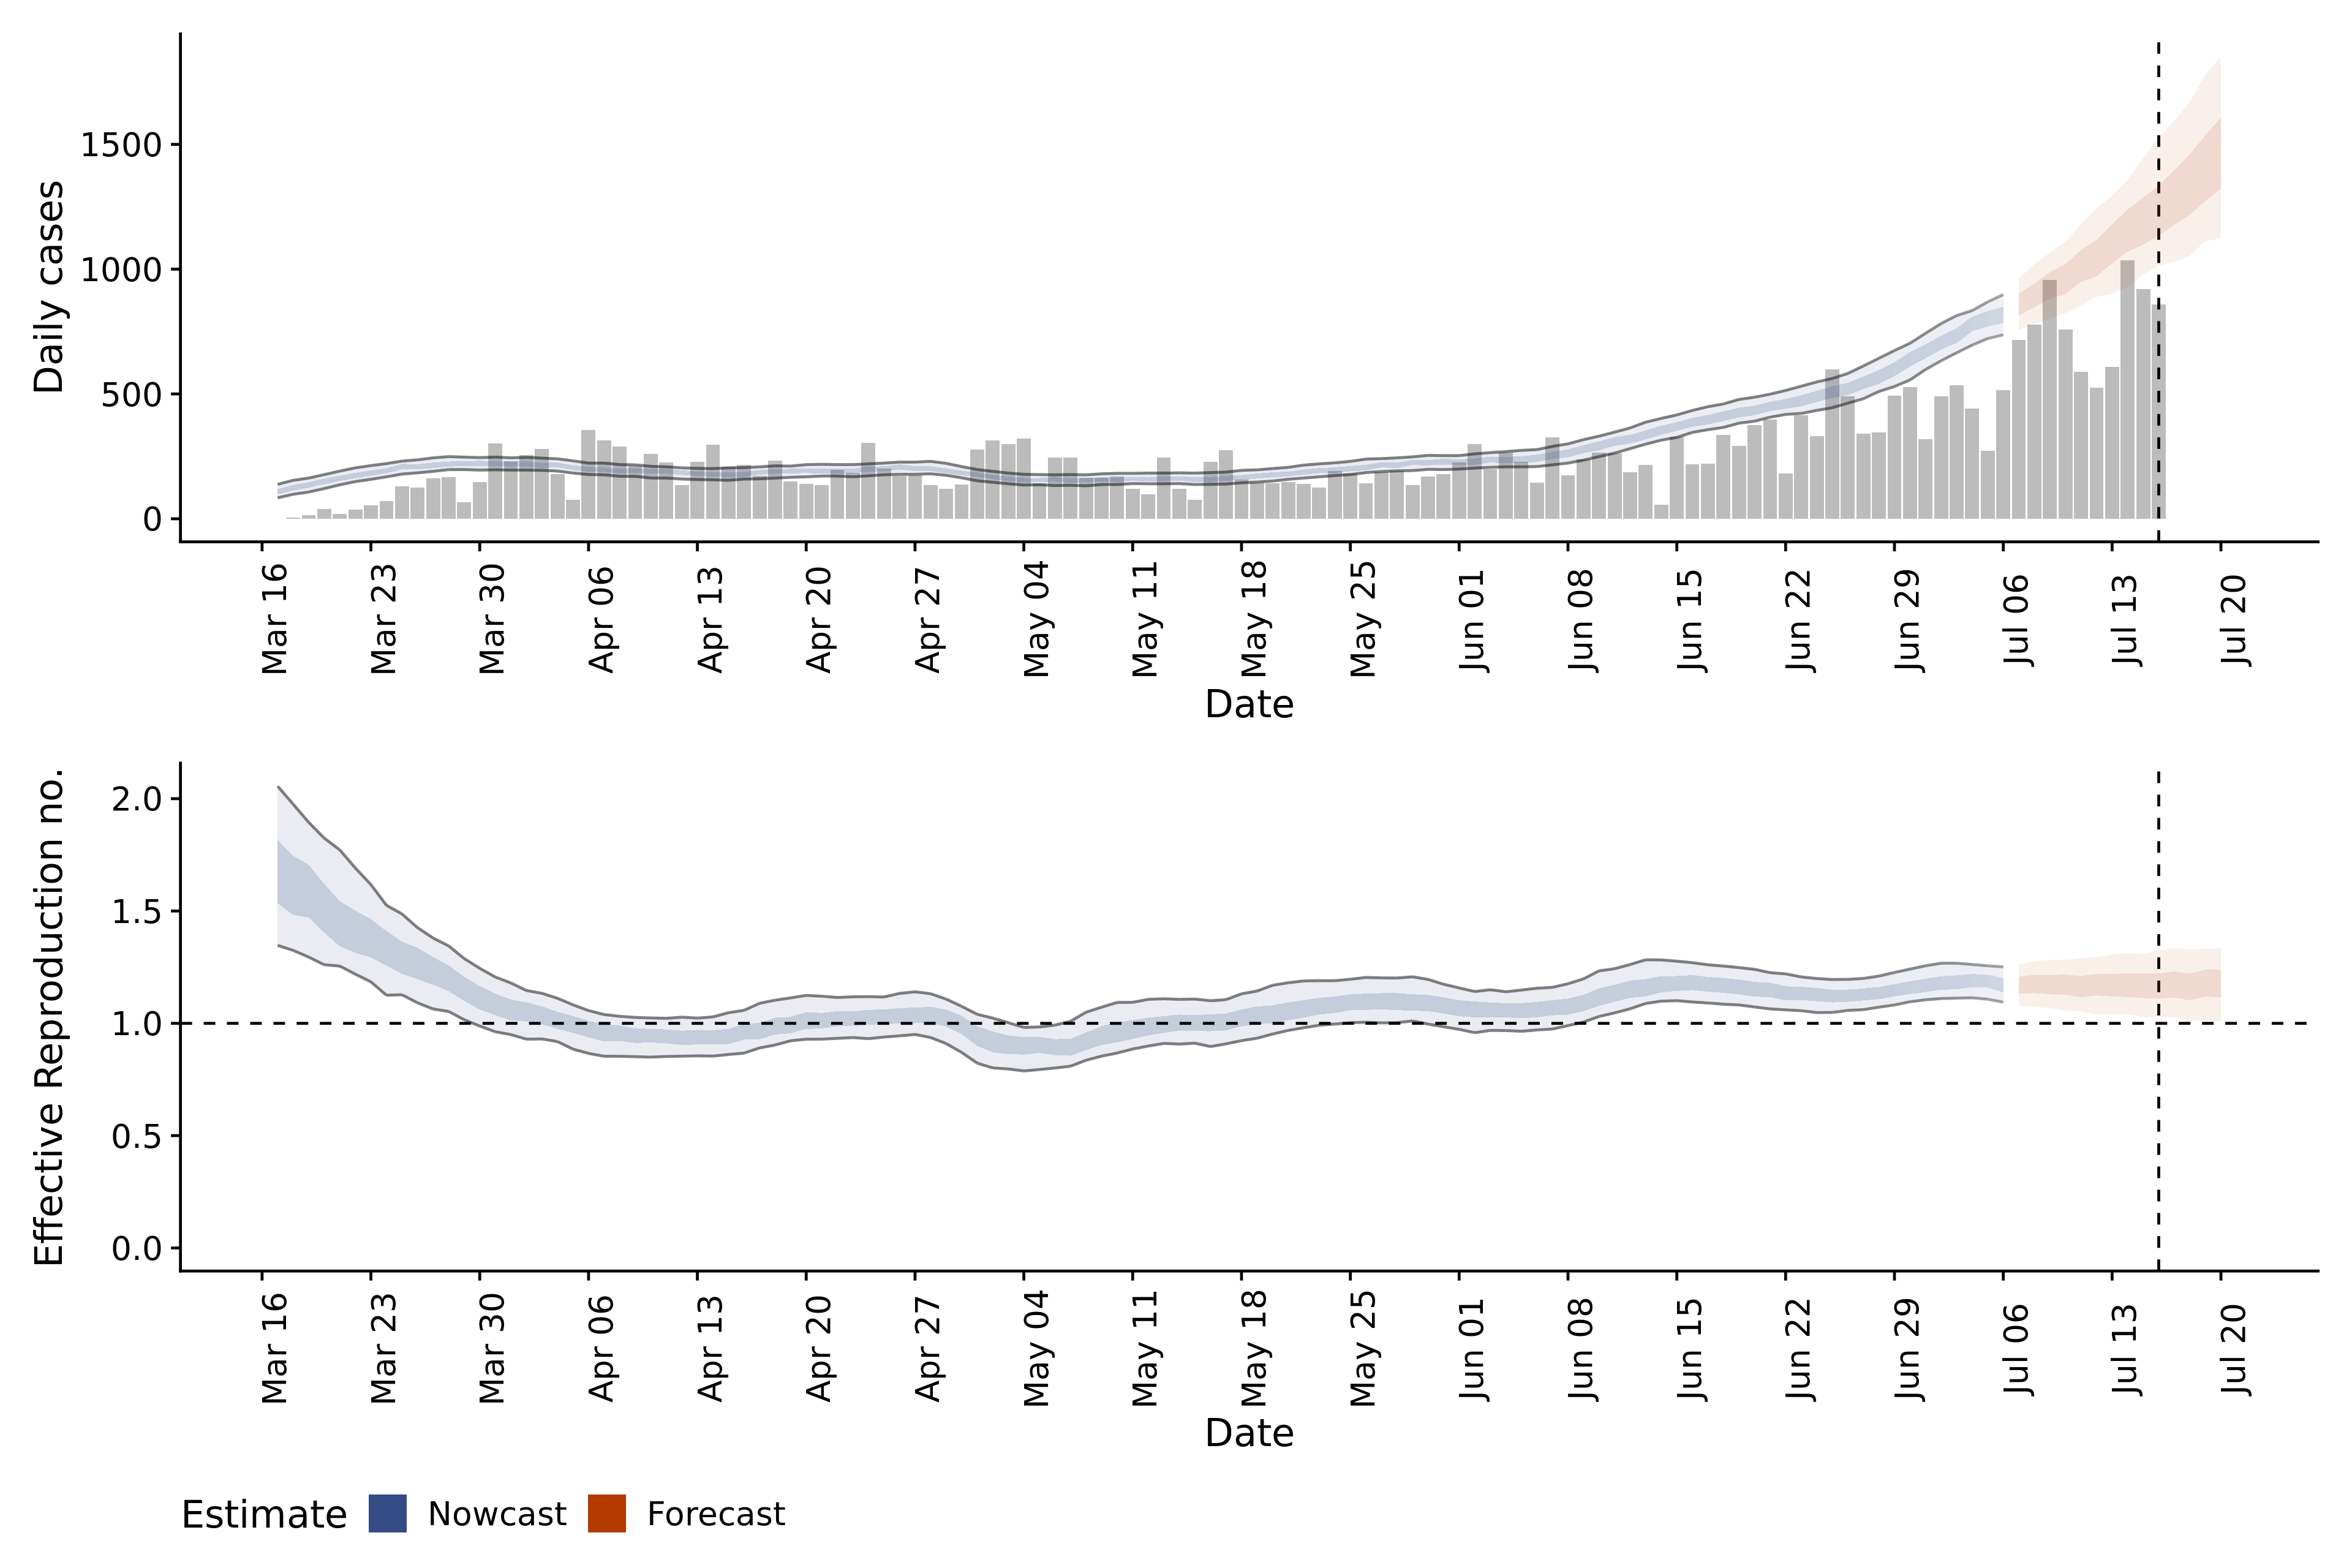 Daily cases
1500
1000
500
0
Mar 16
Mar 23
Mar 30
Apr 06
Apr 13
Apr 20
Apr 27
May 04
May 11
May 18
May 25
Jun 01
Jun 08
Jun 15
Jun 22
Jun 29
Jul 06
Jul 13
Jul 20
Date
Effective Reproduction no.
2.0
1.5
1.0
0.5
0.0
Mar 16
Mar 23
Mar 30
Apr 06
Apr 13
Apr 20
Apr 27
May 04
May 11
May 18
May 25
Jun 01
Jun 08
Jun 15
Jun 22
Jun 29
Jul 06
Jul 13
Jul 20
Date
Estimate Nowcast Forecast